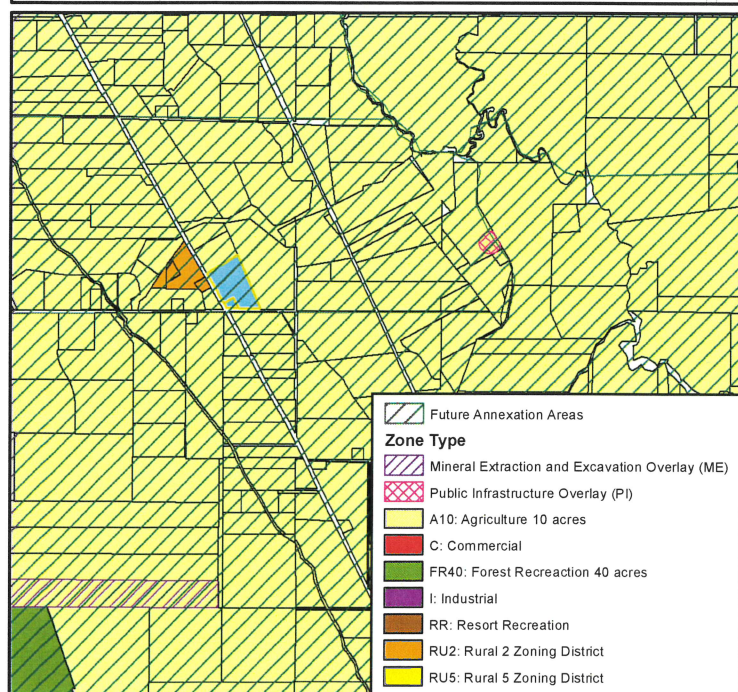 Future Annexation Areas
Zone Type
Mineral Extraction and Excavation Overlay (ME)
Public Infrastructure Overlay (PI)
A10: Agriculture 10 acres
C: Commercial
FR40: Forest Recreaction 40 acres
I: Industrial
RR: Resort Recreation
RU2: Rural 2 Zoning District
RU5: Rural 5 Zoning District